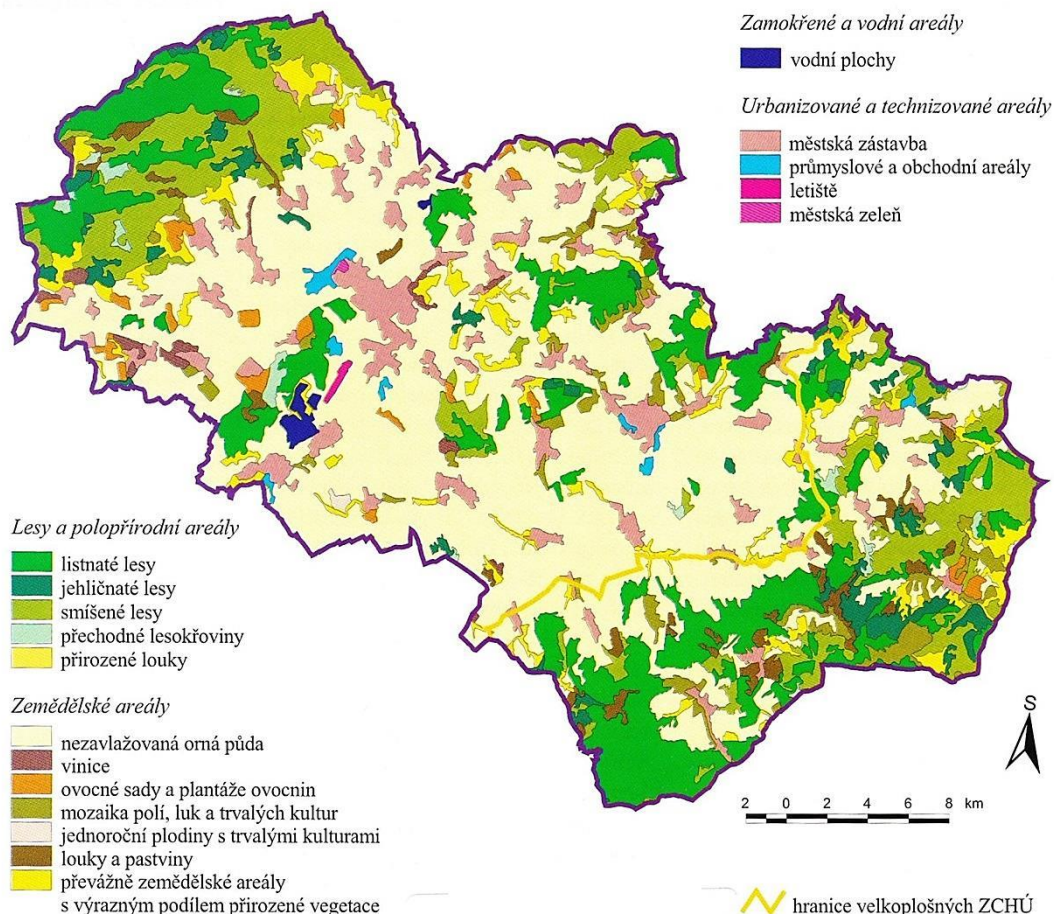 Zamokřené a vodní areály
vodní plochy
Urbanizované a technizované areály
městská zástavba
průmyslové a obchodní areály
letiště
městská zeleň
Lesy a polopřírodní areály
listnaté lesy
jehličnaté lesy
smíšené lesy
přechodné lesokřoviny
přirozené louky
Zemědělské areály
nezavlažovaná orná půda
vinice
ovocné sady a plantáže ovocnin
mozaika polí, luk a trvalých kultur
jednoroční plodiny s trvalými kulturami
louky a pastviny
převážně zemědělské areály
s výrazným podílem přirozené vegetace
S
2 0 2 4 6 8 km
hranice velkoplošných ZCHÚ